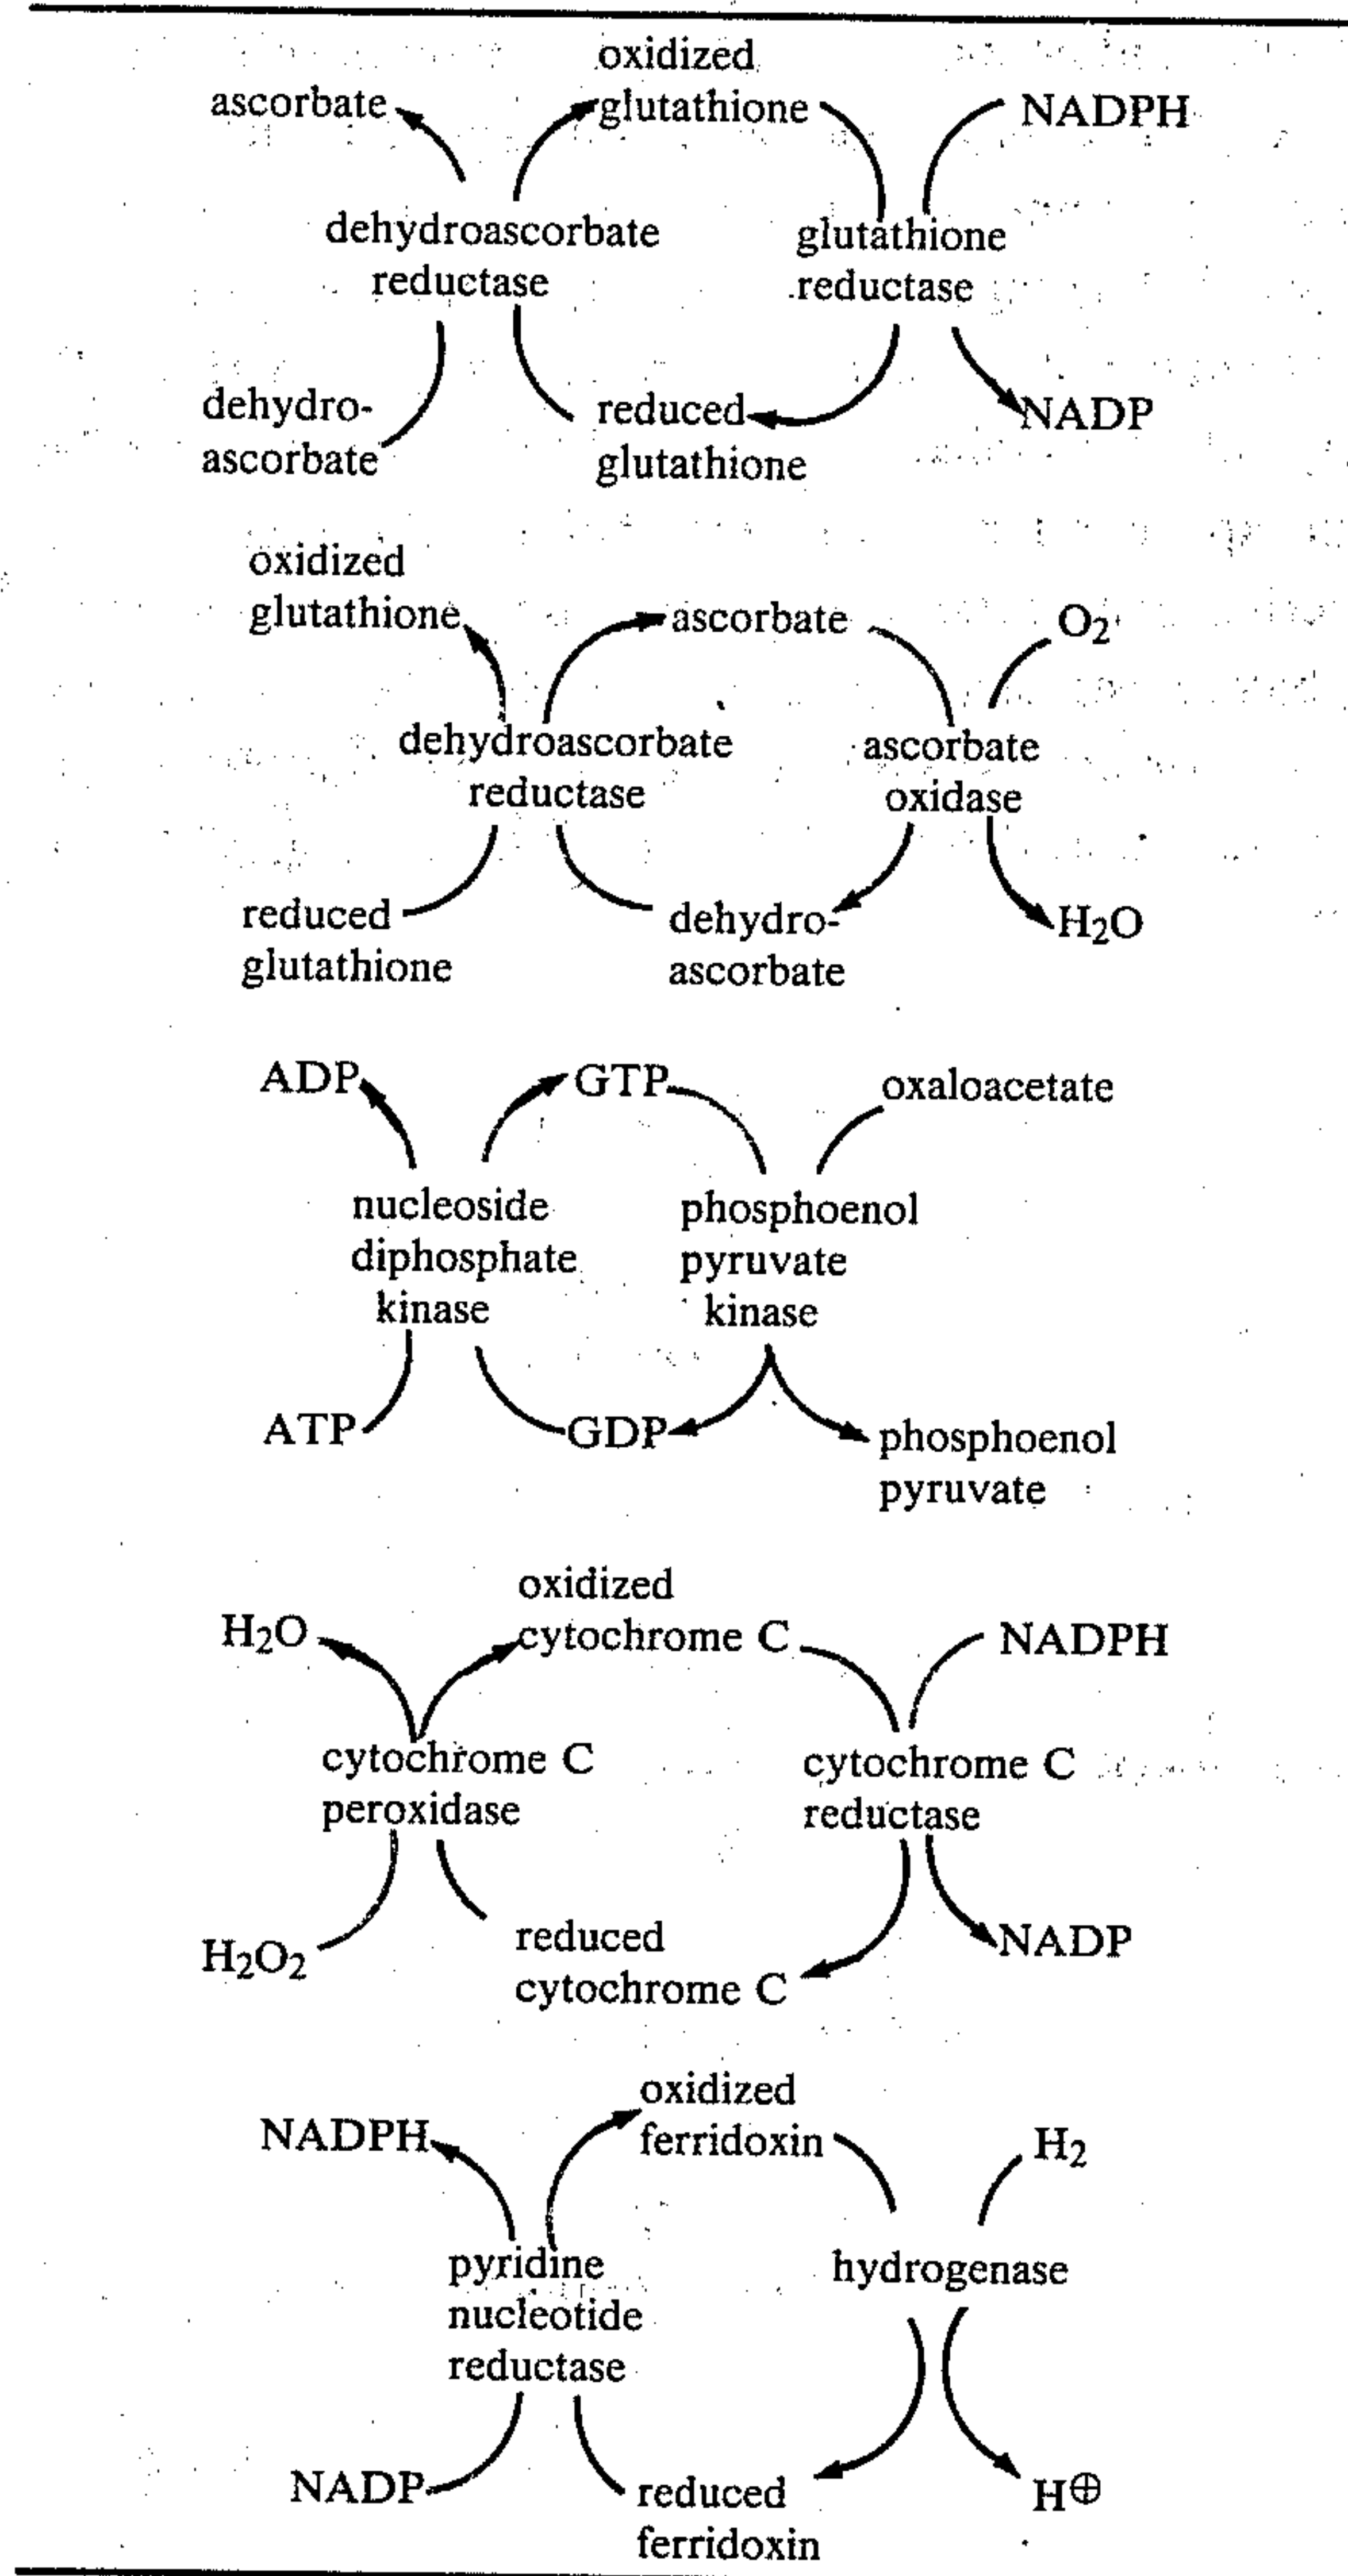 oxidized
ascorbate glutathione NADPH
dehydroascorbate glutathione
reductase reductase
dehydro- reduced NADP
ascorbate glutathione
oxidized
glutathione ascorbate O2
dehydroascorbate ascorbate
reductase oxidase
reduced dehydro- H2O
glutathione ascorbate
ADP GTP oxaloacetate
nucleoside phosphoenol
diphosphate pyruvate
kinase kinase
ATP GDP phosphoenol
pyruvate
oxidized
H2O cytochrome C NADPH
cytochrome C cytochrome C
peroxidase reductase
H2O2 reduced NADP
cytochrome C
oxidized
NADPH ferridoxin H2
pyridine hydrogenase
nucleotide
reductase
NADP reduced H⊕
ferridoxin